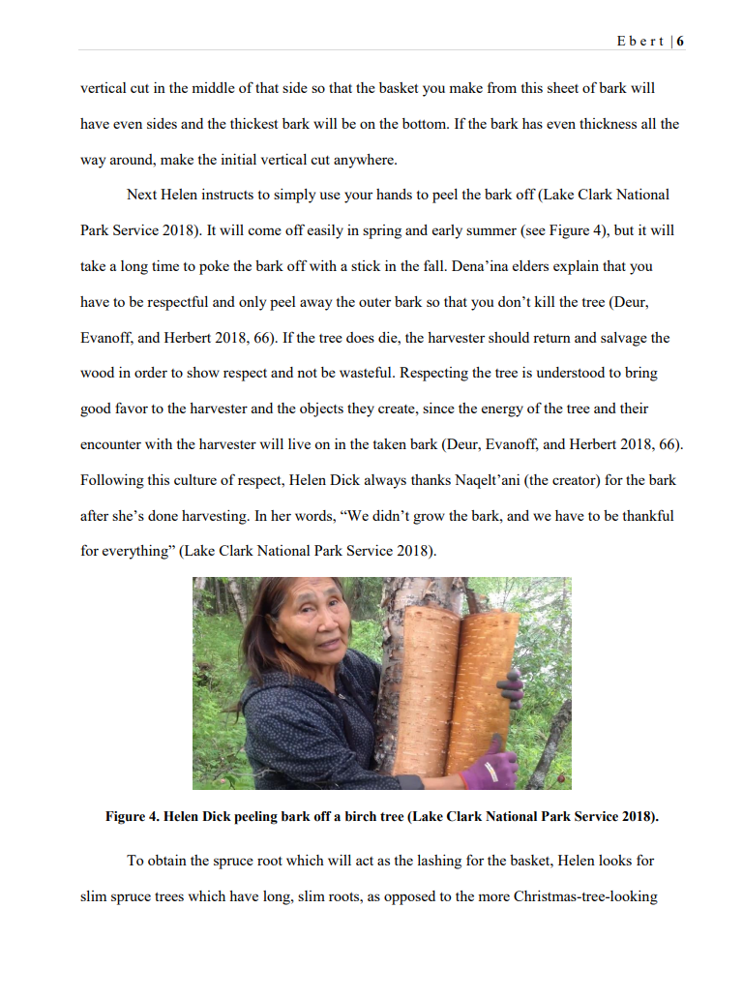 Ebert | 6
vertical cut in the middle of that side so that the basket you make from this sheet of bark will
have even sides and the thickest bark will be on the bottom. If the bark has even thickness all the
way around, make the initial vertical cut anywhere.
Next Helen instructs to simply use your hands to peel the bark off (Lake Clark National
Park Service 2018). It will come off easily in spring and early summer (see Figure 4), but it will
take a long time to poke the bark off with a stick in the fall. Dena’ina elders explain that you
have to be respectful and only peel away the outer bark so that you don’t kill the tree (Deur,
Evanoff, and Herbert 2018, 66). If the tree does die, the harvester should return and salvage the
wood in order to show respect and not be wasteful. Respecting the tree is understood to bring
good favor to the harvester and the objects they create, since the energy of the tree and their
encounter with the harvester will live on in the taken bark (Deur, Evanoff, and Herbert 2018, 66).
Following this culture of respect, Helen Dick always thanks Naqelt’ani (the creator) for the bark
after she’s done harvesting. In her words, “We didn’t grow the bark, and we have to be thankful
for everything” (Lake Clark National Park Service 2018).
Figure 4. Helen Dick peeling bark off a birch tree (Lake Clark National Park Service 2018).
To obtain the spruce root which will act as the lashing for the basket, Helen looks for
slim spruce trees which have long, slim roots, as opposed to the more Christmas-tree-looking